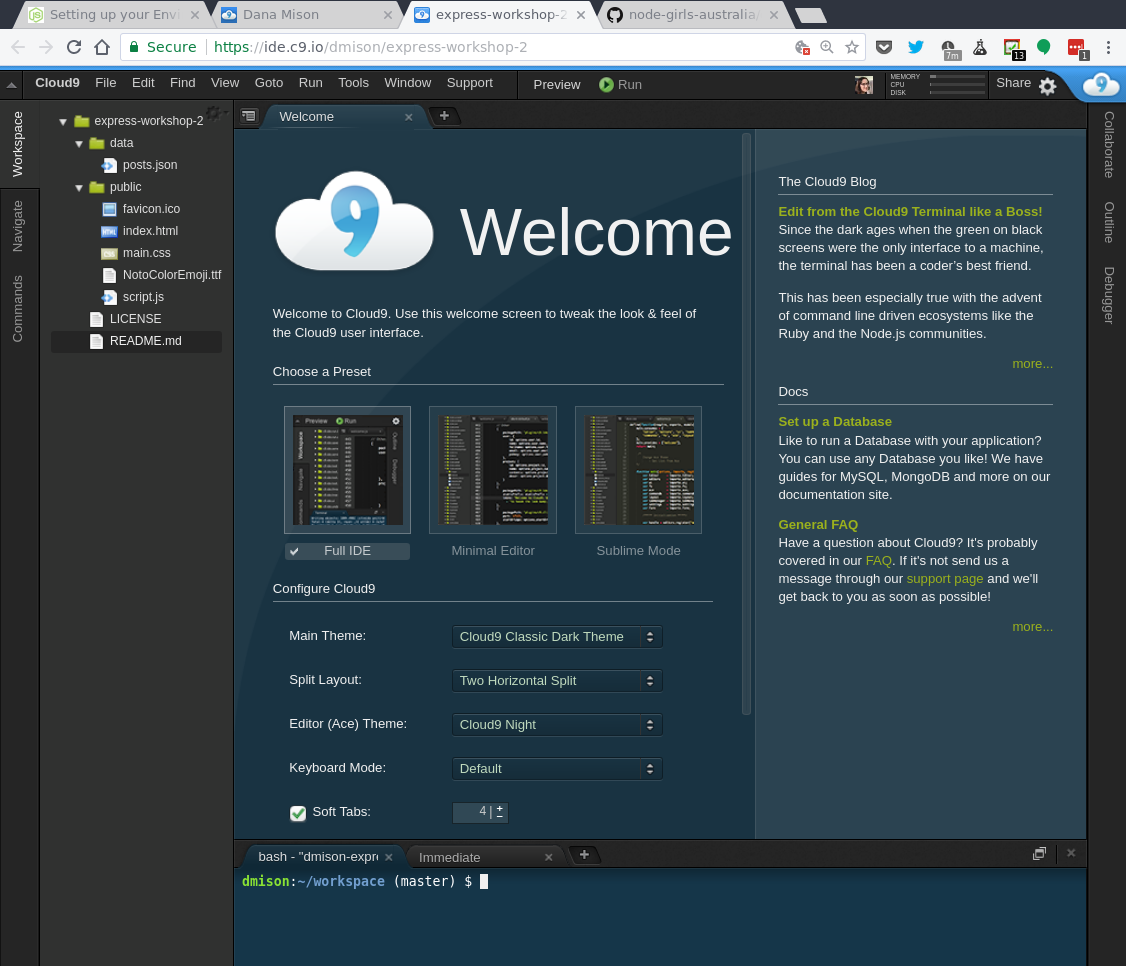 Setting up your Envi
Dana Mison
express-workshop-2
node-girls-australia/
Secure
https://ide.c9.io/dmison/express-workshop-2
7m
13
1
Cloud9 File Edit Find View Goto Run Tools Window Support
Preview
Run
MEMORY
CPU
DISK
Share
Workspace
Navigate
Commands
express-workshop-2
data
posts.json
public
favicon.ico
index.html
main.css
NotoColorEmoji.ttf
script.js
LICENSE
README.md
Welcome
9
Welcome
Welcome to Cloud9. Use this welcome screen to tweak the look & feel of
the Cloud9 user interface.
Choose a Preset
Preview Run
Workspace
Outline
Debugger
Full IDE
Minimal Editor
Sublime Mode
Configure Cloud9
Main Theme:
Cloud9 Classic Dark Theme
Split Layout:
Two Horizontal Split
Editor (Ace) Theme:
Cloud9 Night
Keyboard Mode:
Default
Soft Tabs:
4
The Cloud9 Blog
Edit from the Cloud9 Terminal like a Boss!
Since the dark ages when the green on black
screens were the only interface to a machine,
the terminal has been a coder’s best friend.
This has been especially true with the advent
of command line driven ecosystems like the
Ruby and the Node.js communities.
more...
Docs
Set up a Database
Like to run a Database with your application?
You can use any Database you like! We have
guides for MySQL, MongoDB and more on our
documentation site.
General FAQ
Have a question about Cloud9? It's probably
covered in our FAQ. If it's not send us a
message through our support page and we'll
get back to you as soon as possible!
more...
Collaborate
Outline
Debugger
bash - "dmison-expre
Immediate
dmison:~/workspace (master) $